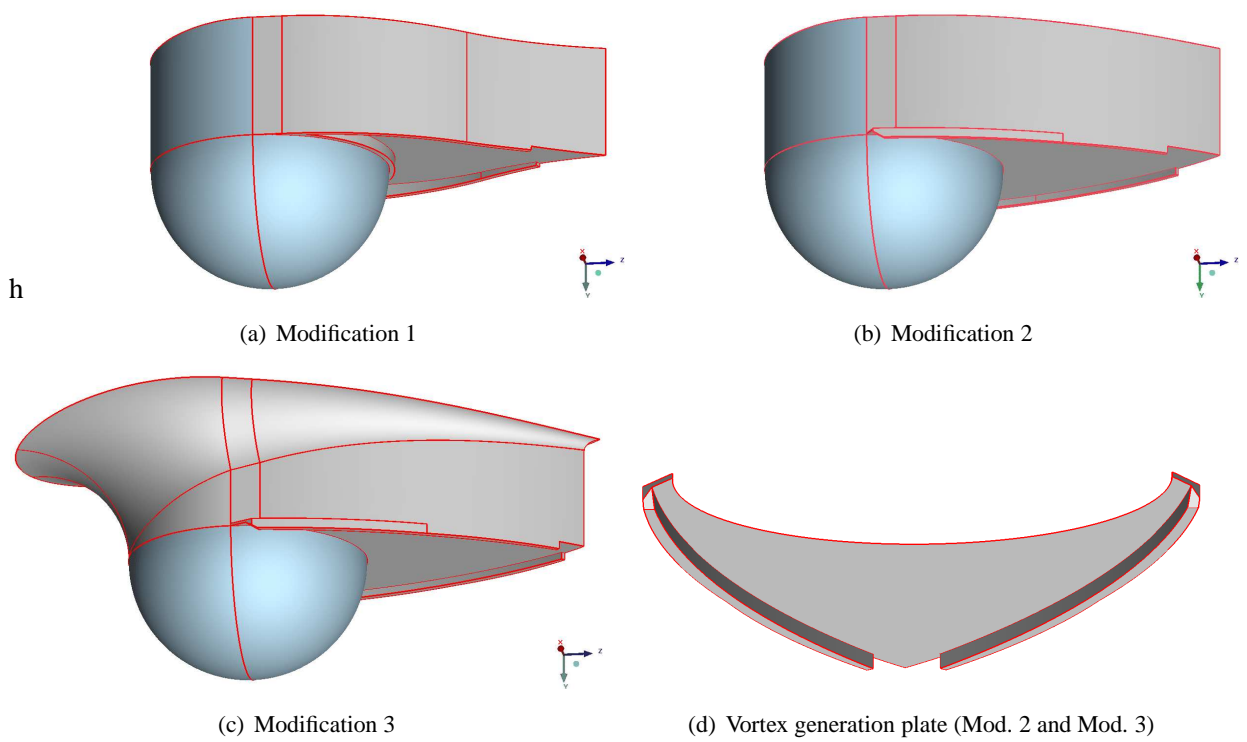 X
Z
Y
X
Z
Y
h
(a) Modification 1
(b) Modification 2
X
Z
Y
(c) Modification 3
(d) Vortex generation plate (Mod. 2 and Mod. 3)